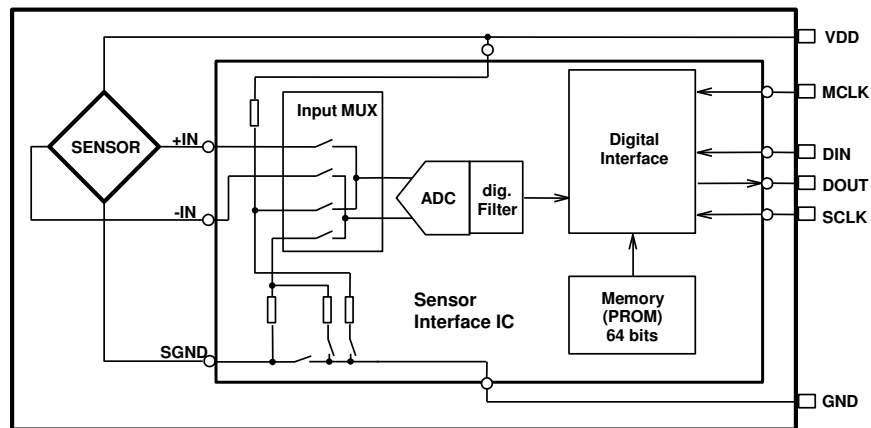 VDD
MCLK
DIN
DOUT
SCLK
GND
SENSOR
+IN
-IN
SGND
Input MUX
ADC
dig.
Filter
Digital
Interface
Memory
(PROM)
64 bits
Sensor
Interface IC